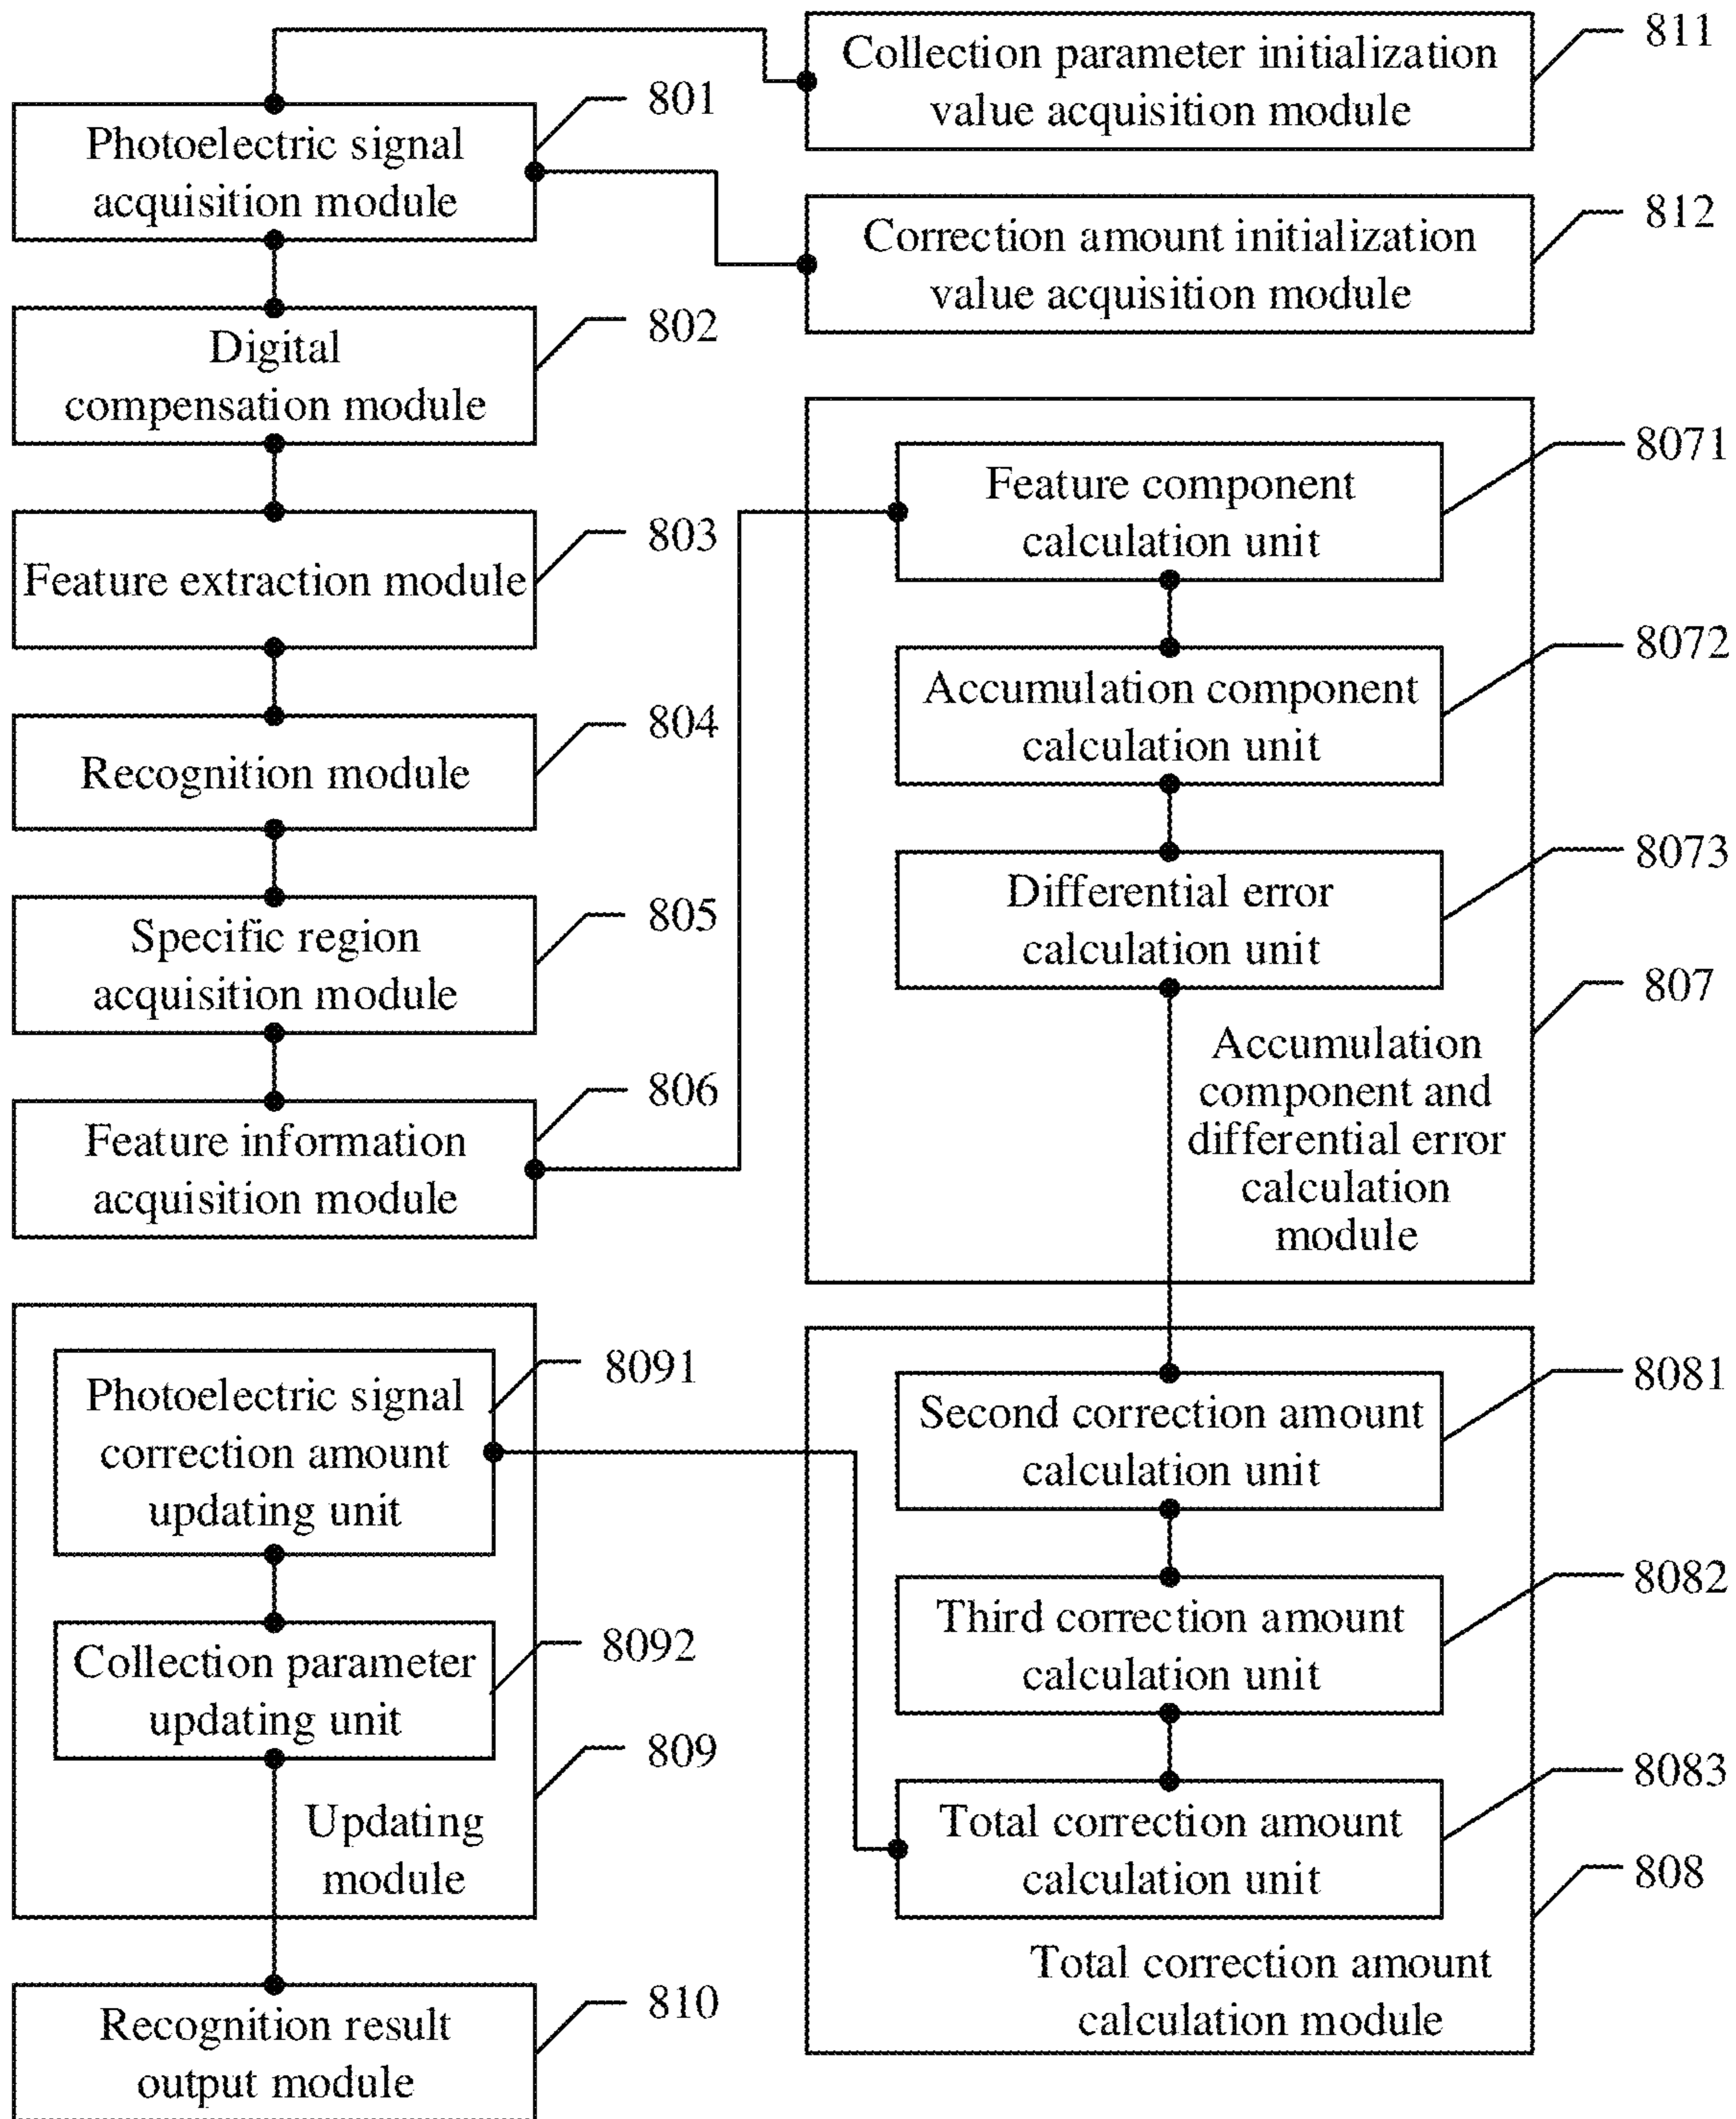 Collection parameter initialization
value acquisition module
811
Photoelectric signal
acquisition module
801
Correction amount initialization
value acquisition module
812
Digital
compensation module
802
Feature extraction module
803
Recognition module
804
Specific region
acquisition module
805
Feature information
acquisition module
806
Feature component
calculation unit
8071
Accumulation component
calculation unit
8072
Differential error
calculation unit
8073
Accumulation
component and
differential error
calculation
module
807
Second correction amount
calculation unit
8081
Third correction amount
calculation unit
8082
Total correction amount
calculation unit
8083
Total correction amount
calculation module
808
Photoelectric signal
correction amount
updating unit
8091
Collection parameter
updating unit
8092
Updating
module
809
Recognition result
output module
810